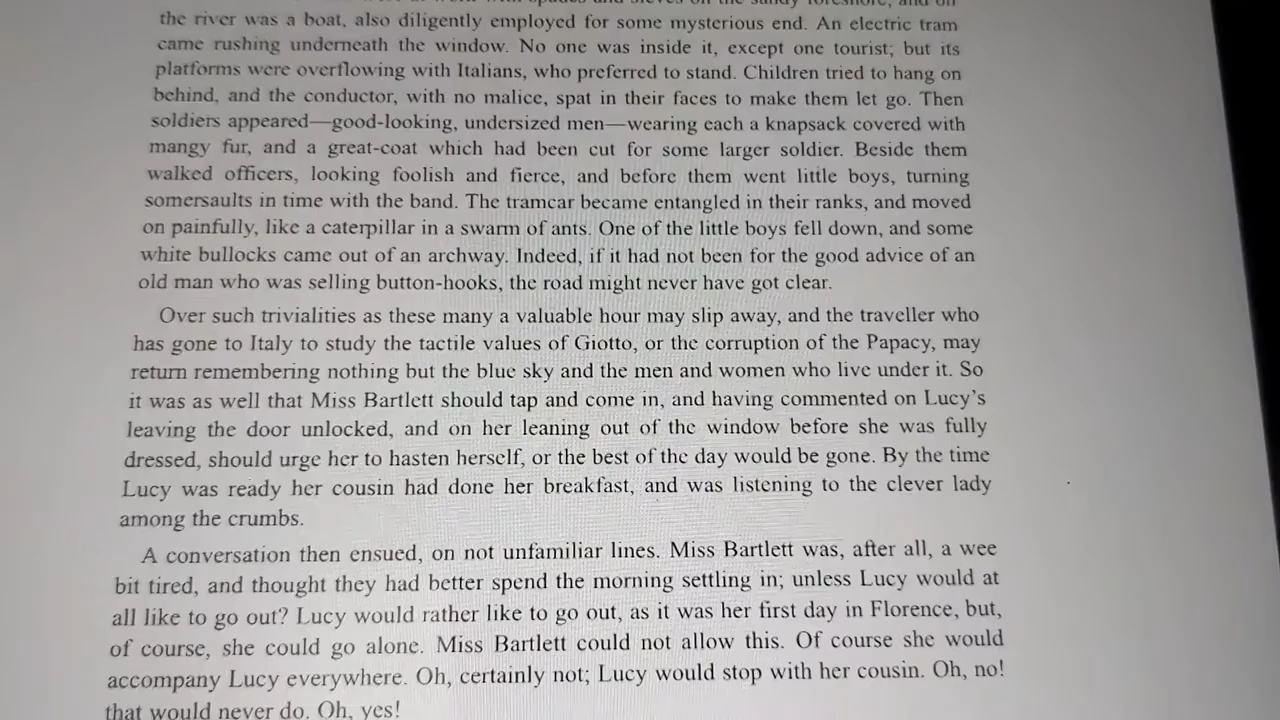 the river was a boat, also diligently employed for some mysterious end. An electric tram
came rushing underneath the window. No one was inside it, except one tourist; but its
platforms were overflowing with Italians, who preferred to stand. Children tried to hang on
behind, and the conductor, with no malice, spat in their faces to make them let go. Then
soldiers appeared—good-looking, undersized men—wearing each a knapsack covered with
mangy fur, and a great-coat which had been cut for some larger soldier. Beside them
walked officers, looking foolish and fierce, and before them went little boys, turning
somersaults in time with the band. The tramcar became entangled in their ranks, and moved
on painfully, like a caterpillar in a swarm of ants. One of the little boys fell down, and some
white bullocks came out of an archway. Indeed, if it had not been for the good advice of an
old man who was selling button-hooks, the road might never have got clear.
Over such trivialities as these many a valuable hour may slip away, and the traveller who
has gone to Italy to study the tactile values of Giotto, or the corruption of the Papacy, may
return remembering nothing but the blue sky and the men and women who live under it. So
it was as well that Miss Bartlett should tap and come in, and having commented on Lucy’s
leaving the door unlocked, and on her leaning out of the window before she was fully
dressed, should urge her to hasten herself, or the best of the day would be gone. By the time
Lucy was ready her cousin had done her breakfast, and was listening to the clever lady
among the crumbs.
A conversation then ensued, on not unfamiliar lines. Miss Bartlett was, after all, a wee
bit tired, and thought they had better spend the morning settling in; unless Lucy would at
all like to go out? Lucy would rather like to go out, as it was her first day in Florence, but,
of course, she could go alone. Miss Bartlett could not allow this. Of course she would
accompany Lucy everywhere. Oh, certainly not; Lucy would stop with her cousin. Oh, no!
that would never do. Oh, yes!